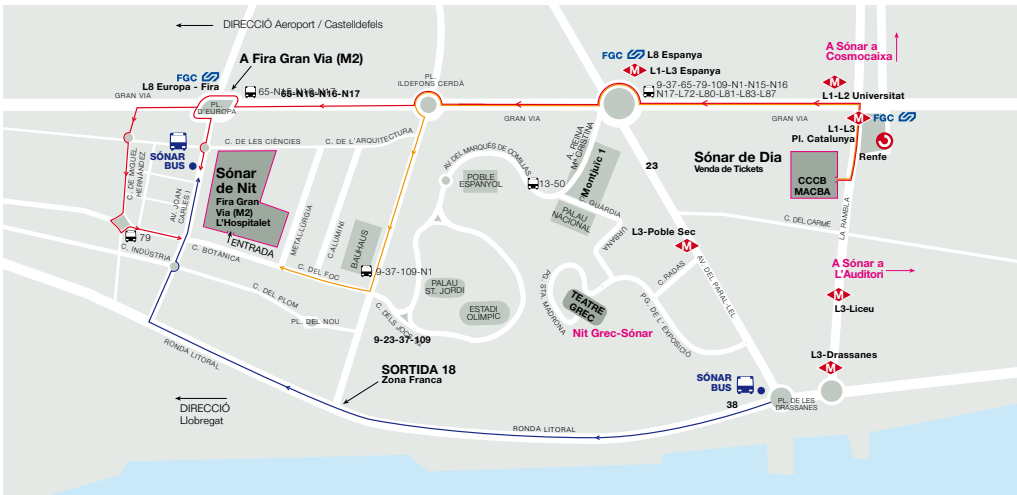 DIRECCIÓ Aeroport / Castelldefels
A Fira Gran Via (M2)
FGC
L8 Europa - Fira
GRAN VIA
PL.
D'EUROPA
65-N15-N16-N17
PL.
ILDEFONS CERDÀ
GRAN VIA
FGC
L8 Espanya
L1-L3 Espanya
9-37-65-79-109-N1-N15-N16
N17-L72-L80-L81-L83-L87
A Sónar a
Cosmocaixa
L1-L2 Universitat
GRAN VIA
FGC
L1-L3
Pl. Catalunya
Renfe
Sónar de Dia
Venda de Tickets
CCCB
MACBA
C. DE LES CIÈNCIES
C. DE L'ARQUITECTURA
SÓNAR
BUS
C. DE MIGUEL
HERNÁNDEZ
AV. JOAN
CARLES I
Sónar
de Nit
Fira Gran
Via (M2)
L'Hospitalet
ENTRADA
79
C. INDÚSTRIA
C. BOTÀNICA
METAL.LÚRGIA
C.ALUMINI
BAUHAUS
C. DEL FOC
9-37-109-N1
C. DEL PLOM
PL. DEL NOU
C. DELS JOCS
9-23-37-109
AV. DEL MARQUÈS DE COMILLAS
POBLE
ESPANYOL
13-50
A. REINA
Mª CRISTINA
Montjuïc 1
C. GUÀRDIA
URBANA
PALAU
NACIONAL
23
L3-Poble Sec
C. DEL CARME
LA RAMBLA
AV. DEL PARAL·LEL
C.RADAS
PG. DE L' EXPOSICIÓ
PG. STA.
MADRONA
TEATRE
GREC
Nit Grec-Sónar
PALAU
ST. JORDI
ESTADI
OLÍMPIC
A Sónar a
L'Auditori
L3-Liceu
L3-Drassanes
SÓNAR
BUS
38
PL. DE LES
DRASSANES
SORTIDA 18
Zona Franca
RONDA LITORAL
DIRECCIÓ
Llobregat
RONDA LITORAL